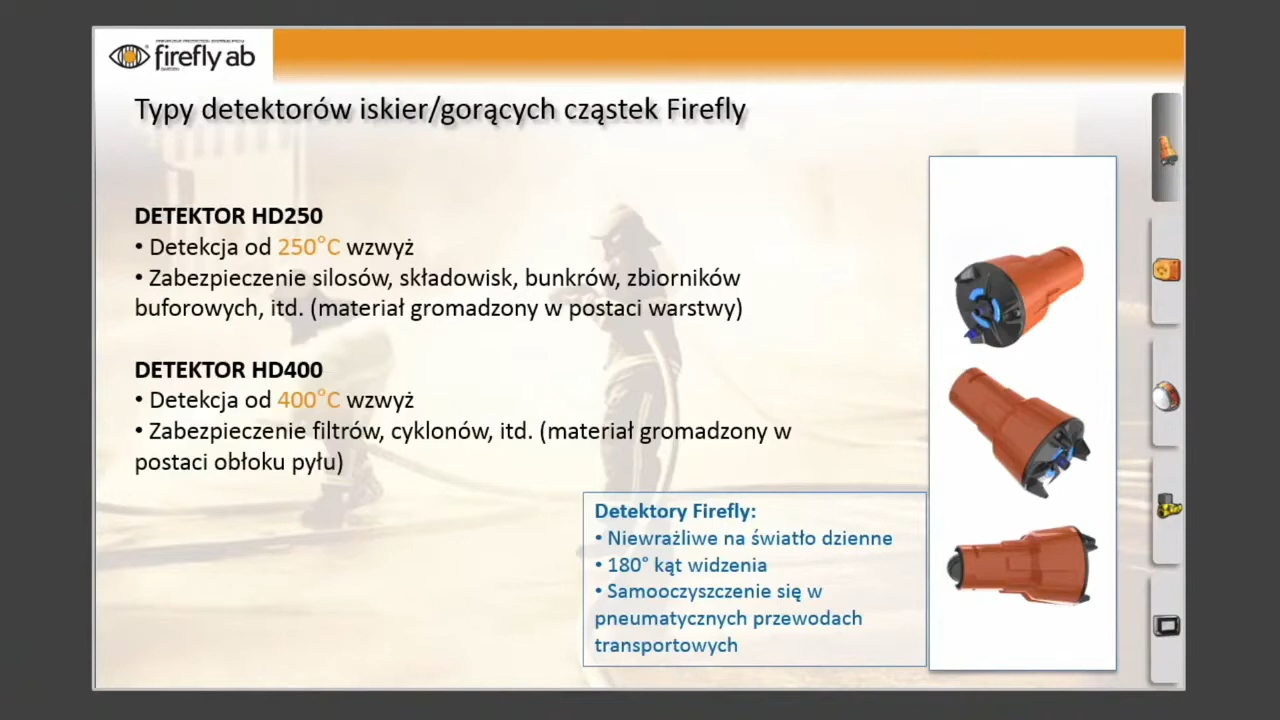 firefly ab
Typy detektorów iskier/gorących cząstek Firefly
DETEKTOR HD250
• Detekcja od 250°C wzwyż
• Zabezpieczenie silosów, składowisk, bunkrów, zbiorników
buforowych, itd. (materiał gromadzony w postaci warstwy)
DETEKTOR HD400
• Detekcja od 400°C wzwyż
• Zabezpieczenie filtrów, cyklonów, itd. (materiał gromadzony w
postaci obłoku pyłu)
Detektory Firefly:
• Niewrażliwe na światło dzienne
• 180° kąt widzenia
• Samooczyszczenie się w
pneumatycznych przewodach
transportowych